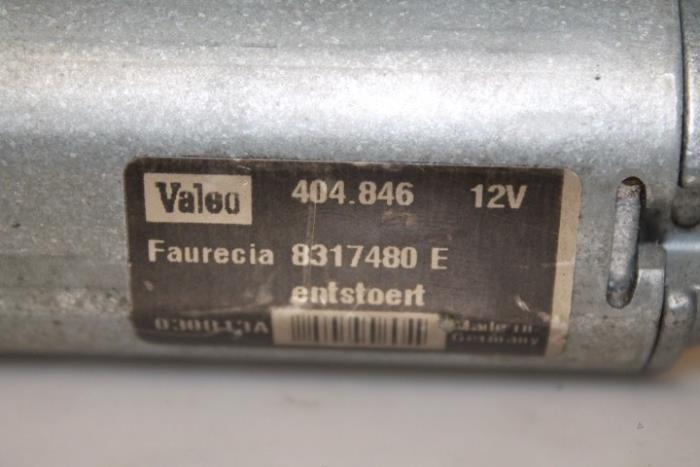 Valeo 404.846 12V
Faurecia 8317480 E
entstoert
Made in
Germany